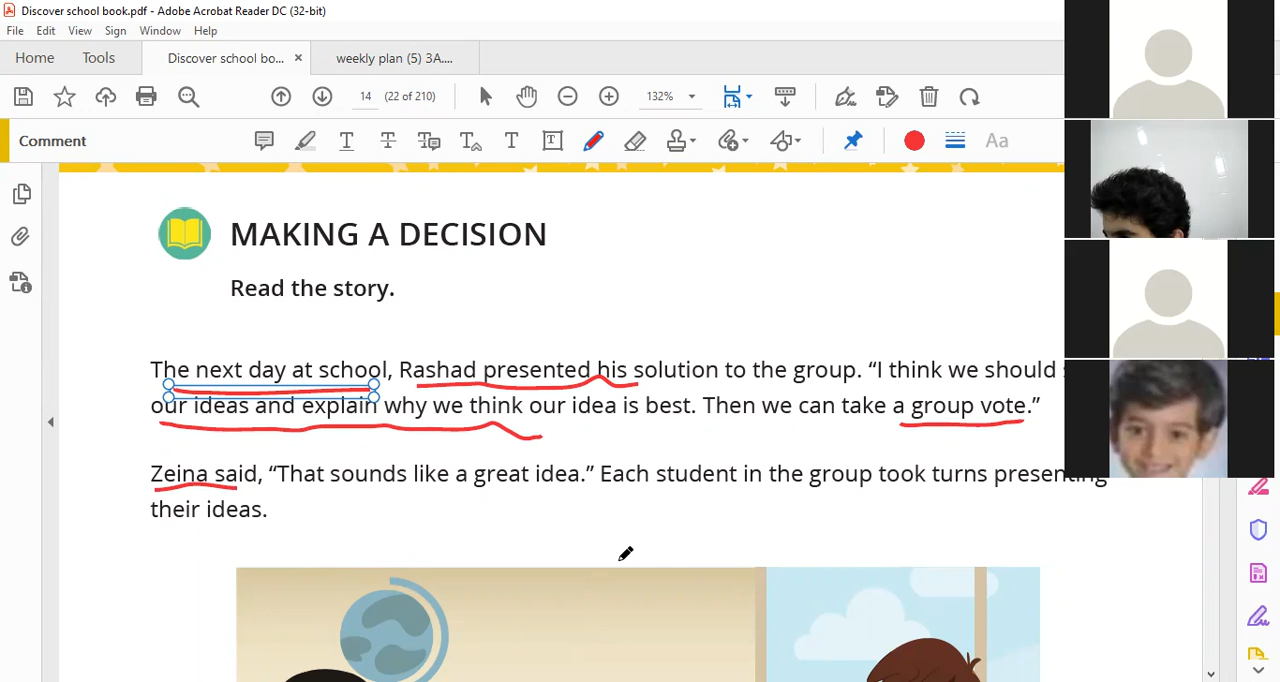 Discover school book.pdf - Adobe Acrobat Reader DC (32-bit)
File Edit View Sign Window Help
Home Tools Discover school bo... × weekly plan (5) 3A....
14 (22 of 210) 132%
Comment
Aa
MAKING A DECISION
Read the story.
The next day at school, Rashad presented his solution to the group. “I think we should
our ideas and explain why we think our idea is best. Then we can take a group vote.”
Zeina said, “That sounds like a great idea.” Each student in the group took turns presenting
their ideas.